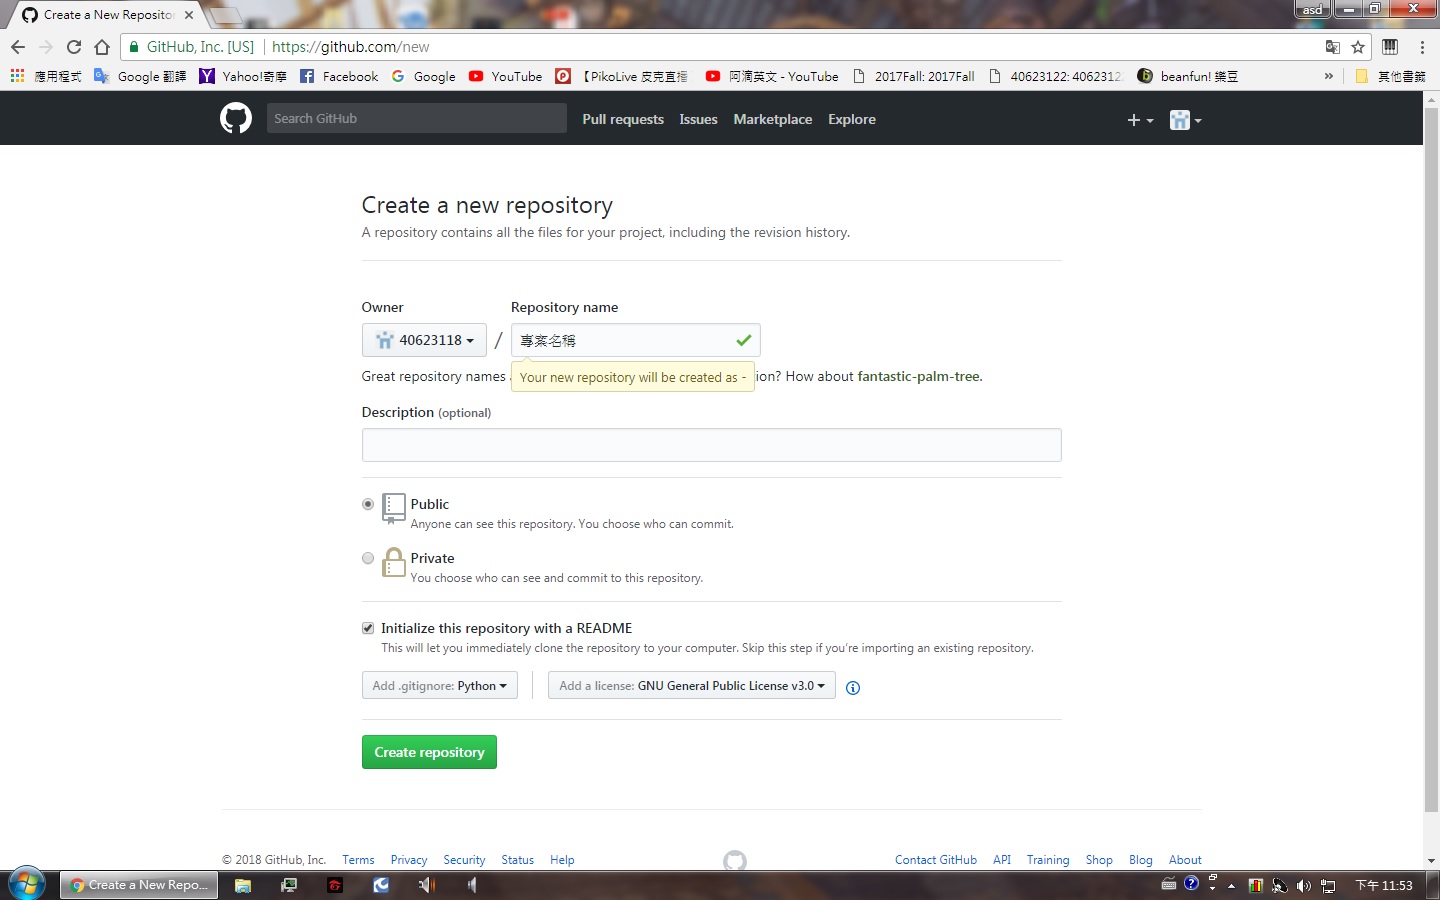 Create a New Repositor
asd
GitHub, Inc. [US] https://github.com/new
應用程式 Google 翻譯 Yahoo!奇摩 Facebook Google YouTube 【PikoLive 皮克直播 阿滴英文 - YouTube 2017Fall: 2017Fall 40623122: 4062312 beanfun! 樂豆 » 其他書籤
Search GitHub Pull requests Issues Marketplace Explore
Create a new repository
A repository contains all the files for your project, including the revision history.
Owner Repository name
40623118 / 專案名稱
Great repository names Your new repository will be created as - ion? How about fantastic-palm-tree.
Description (optional)
Public
Anyone can see this repository. You choose who can commit.
Private
You choose who can see and commit to this repository.
Initialize this repository with a README
This will let you immediately clone the repository to your computer. Skip this step if you're importing an existing repository.
Add .gitignore: Python Add a license: GNU General Public License v3.0
Create repository
© 2018 GitHub, Inc. Terms Privacy Security Status Help Contact GitHub API Training Shop Blog About
Create a New Repo... 下午 11:53